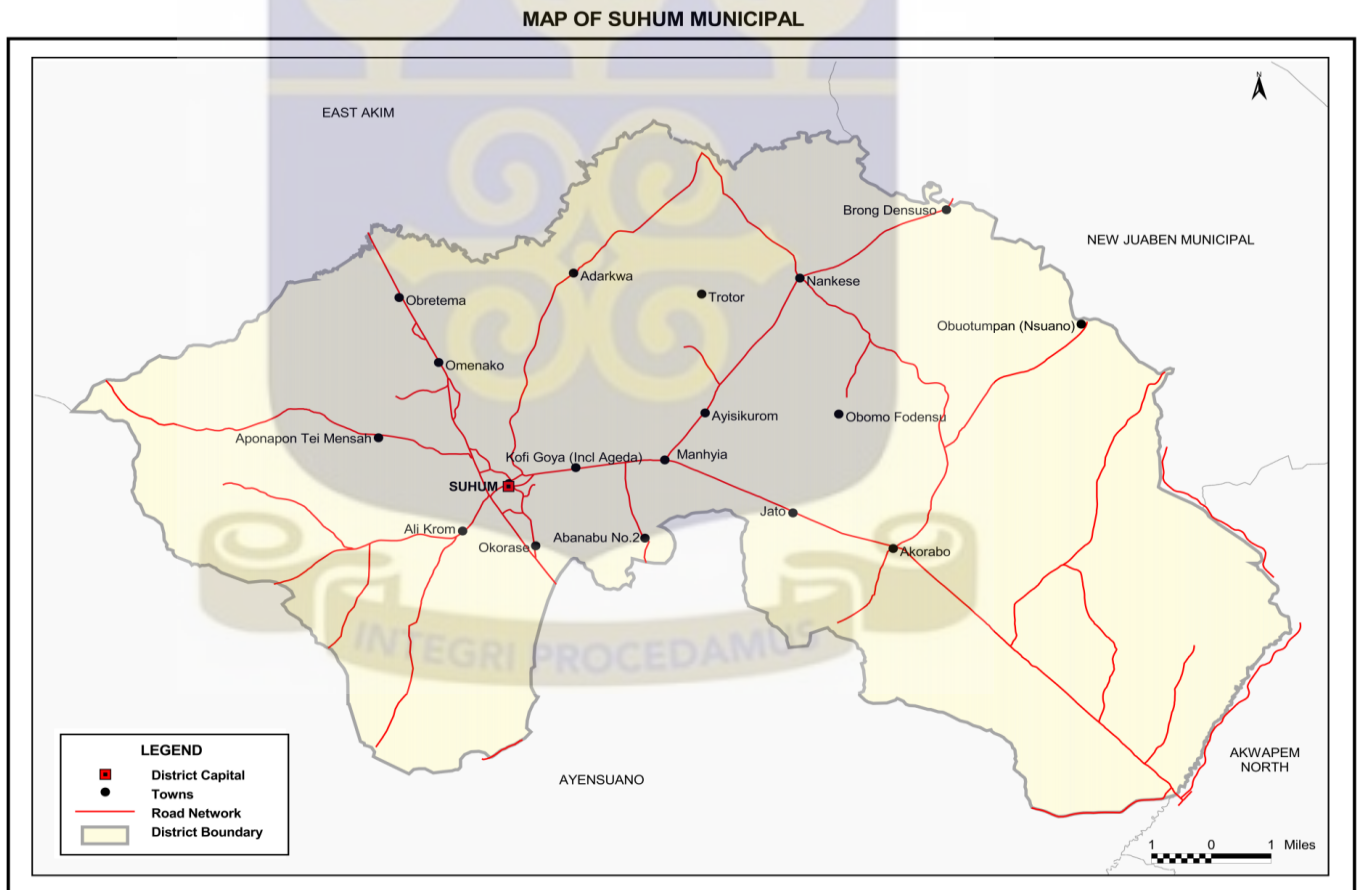 MAP OF SUHUM MUNICIPAL
N
EAST AKIM
Brong Densuso
NEW JUABEN MUNICIPAL
Adarkwa
Nankese
Trotor
Obretema
Obuotumpan (Nsuano)
Omenako
Ayisikurom
Obomo Fodensu
Aponapon Tei Mensah
Kofi Goya (Incl Ageda)
Manhyia
SUHUM
Jato
Ali Krom
Abanabu No.2
Okorase
Akorabo
INTEGRI PROCEDAMUS
AYENSUANO
AKWAPEM
NORTH
LEGEND
District Capital
Towns
Road Network
District Boundary
1 0 1 Miles